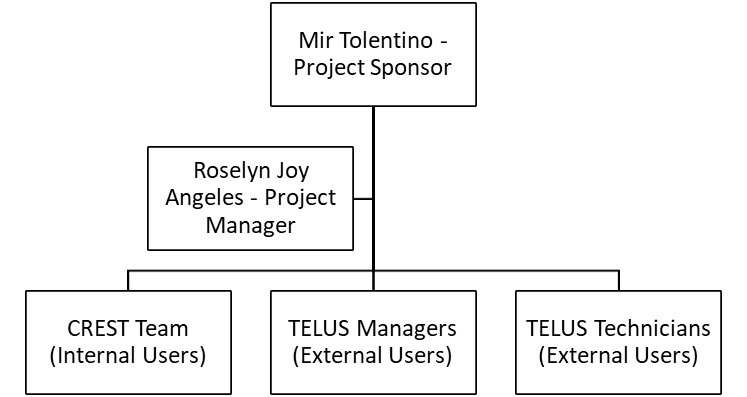 Mir Tolentino -
Project Sponsor
Roselyn Joy
Angeles - Project
Manager
CREST Team
(Internal Users)
TELUS Managers
(External Users)
TELUS Technicians
(External Users)